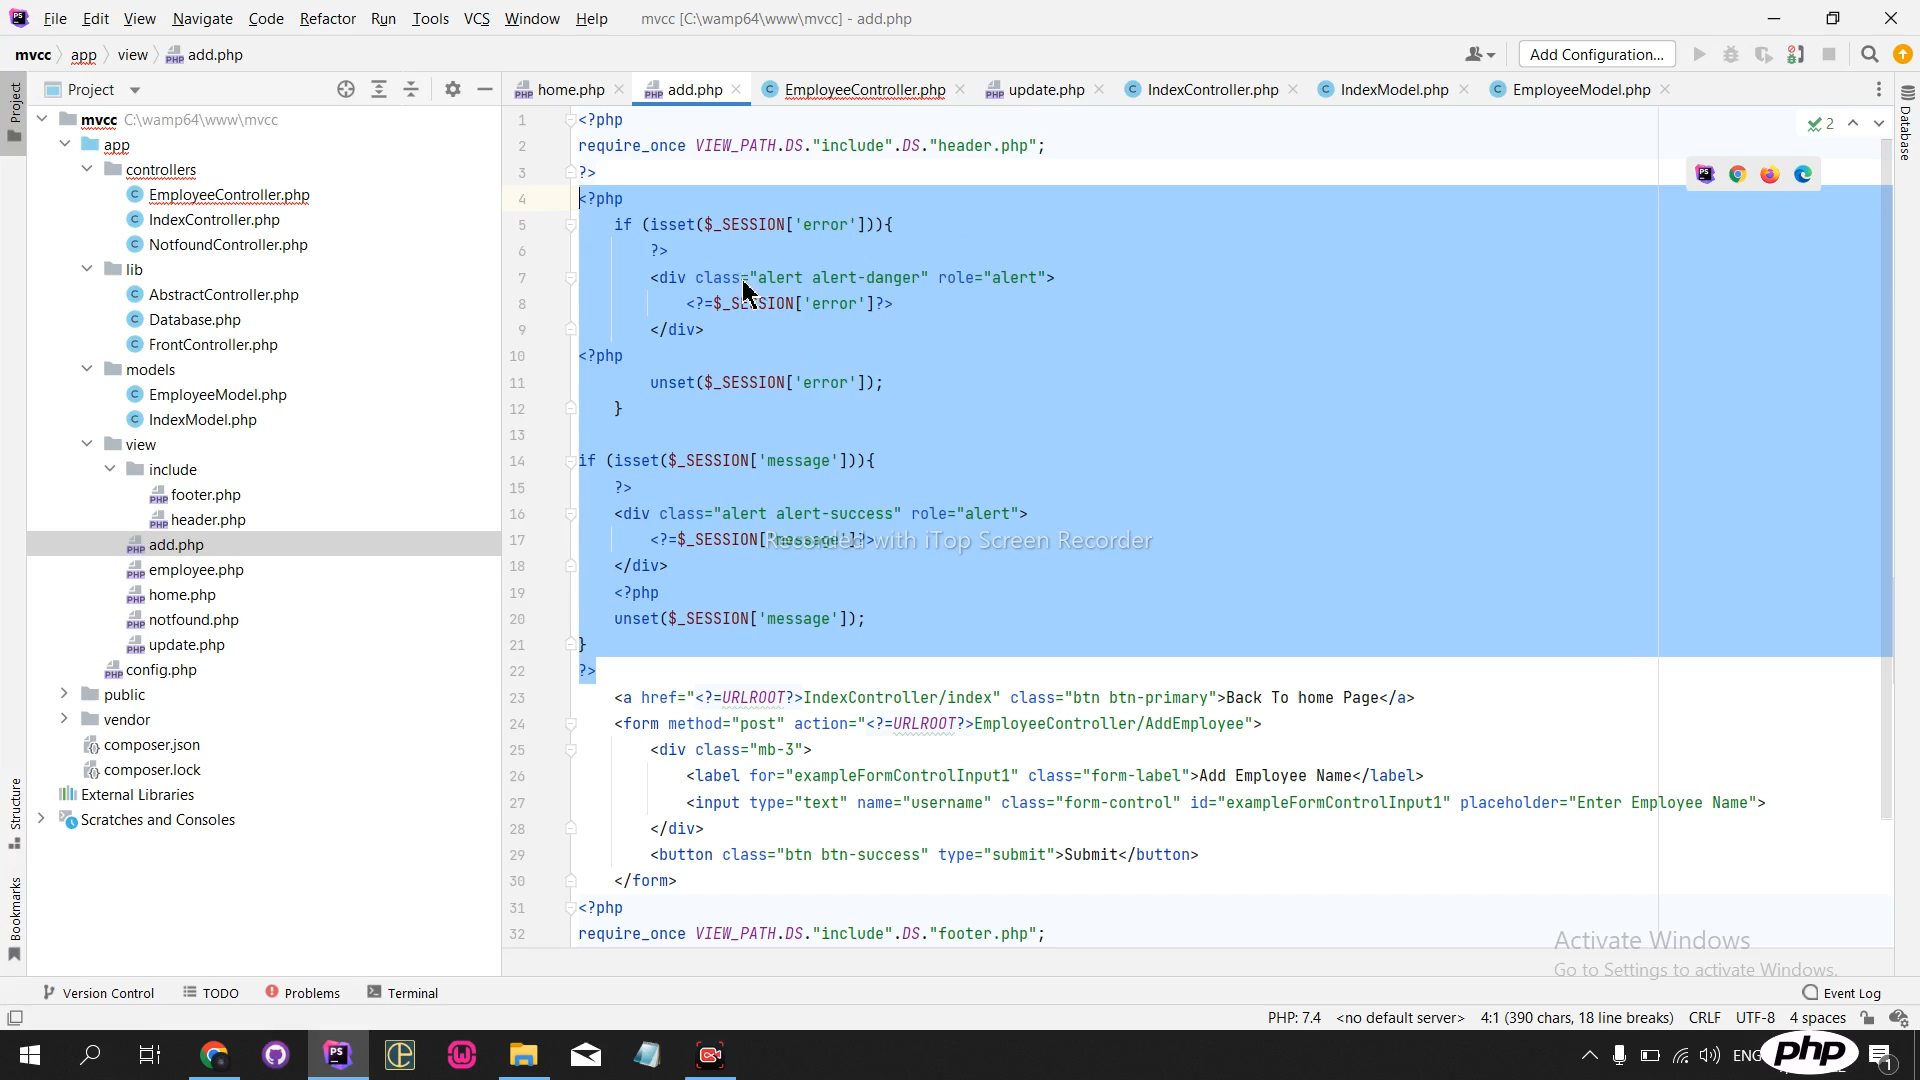 File Edit View Navigate Code Refactor Run Tools VCS Window Help mvcc [C:\wamp64\www\mvcc] - add.php
mvcc app view add.php Add Configuration...
Project home.php add.php EmployeeController.php update.php IndexController.php IndexModel.php EmployeeModel.php
Project
Structure
Bookmarks
Database
mvcc C:\wamp64\www\mvcc
app
controllers
EmployeeController.php
IndexController.php
NotfoundController.php
lib
AbstractController.php
Database.php
FrontController.php
models
EmployeeModel.php
IndexModel.php
view
include
footer.php
header.php
add.php
employee.php
home.php
notfound.php
update.php
config.php
public
vendor
composer.json
composer.lock
External Libraries
Scratches and Consoles
2
1 <?php
2 require_once VIEW_PATH.DS."include".DS."header.php";
3 ?>
4 <?php
5 if (isset($_SESSION['error'])){
6 ?>
7 <div class="alert alert-danger" role="alert">
8 <?=$_SESSION['error']?>
9 </div>
10 <?php
11 unset($_SESSION['error']);
12 }
13
14 if (isset($_SESSION['message'])){
15 ?>
16 <div class="alert alert-success" role="alert">
17 <?=$_SESSION['message']?>
18 </div>
19 <?php
20 unset($_SESSION['message']);
21 }
22 ?>
23 <a href="<?=URLROOT?>IndexController/index" class="btn btn-primary">Back To home Page</a>
24 <form method="post" action="<?=URLROOT?>EmployeeController/AddEmployee">
25 <div class="mb-3">
26 <label for="exampleFormControlInput1" class="form-label">Add Employee Name</label>
27 <input type="text" name="username" class="form-control" id="exampleFormControlInput1" placeholder="Enter Employee Name">
28 </div>
29 <button class="btn btn-success" type="submit">Submit</button>
30 </form>
31 <?php
32 require_once VIEW_PATH.DS."include".DS."footer.php";
Recorded with iTop Screen Recorder
Activate Windows
Go to Settings to activate Windows.
Version Control TODO Problems Terminal Event Log
PHP: 7.4 <no default server> 4:1 (390 chars, 18 line breaks) CRLF UTF-8 4 spaces
ENG
php
1